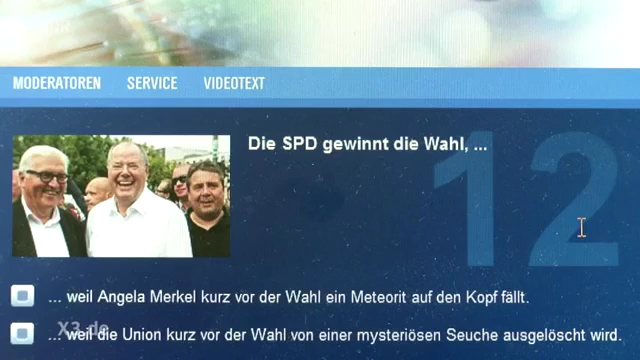 MODERATOREN SERVICE VIDEOTEXT
Die SPD gewinnt die Wahl, ...
12
... weil Angela Merkel kurz vor der Wahl ein Meteorit auf den Kopf fällt.
... weil die Union kurz vor der Wahl von einer mysteriösen Seuche ausgelöscht wird.
X3.de